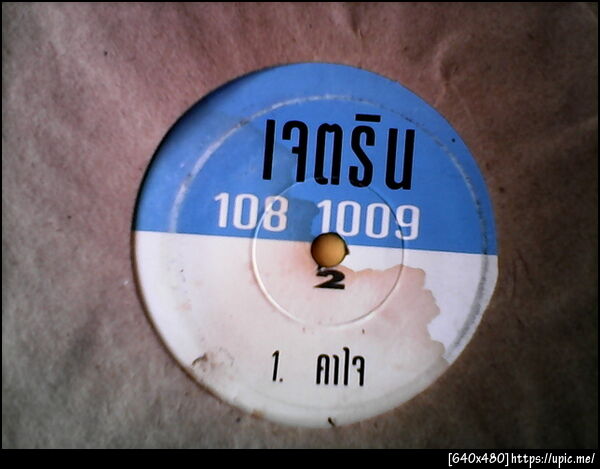 เจตริน
108 1009
2
1. คาใจ
[640x480]https://upic.me/